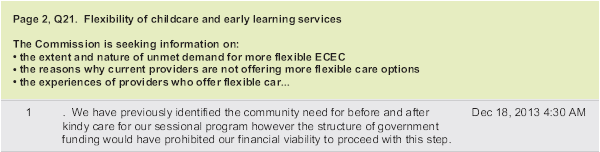 Page 2, Q21. Flexibility of childcare and early learning services
The Commission is seeking information on:
• the extent and nature of unmet demand for more flexible ECEC
• the reasons why current providers are not offering more flexible care options
• the experiences of providers who offer flexible car...
1 . We have previously identified the community need for before and after Dec 18, 2013 4:30 AM
kindy care for our sessional program however the structure of government
funding would have prohibited our financial viability to proceed with this step.